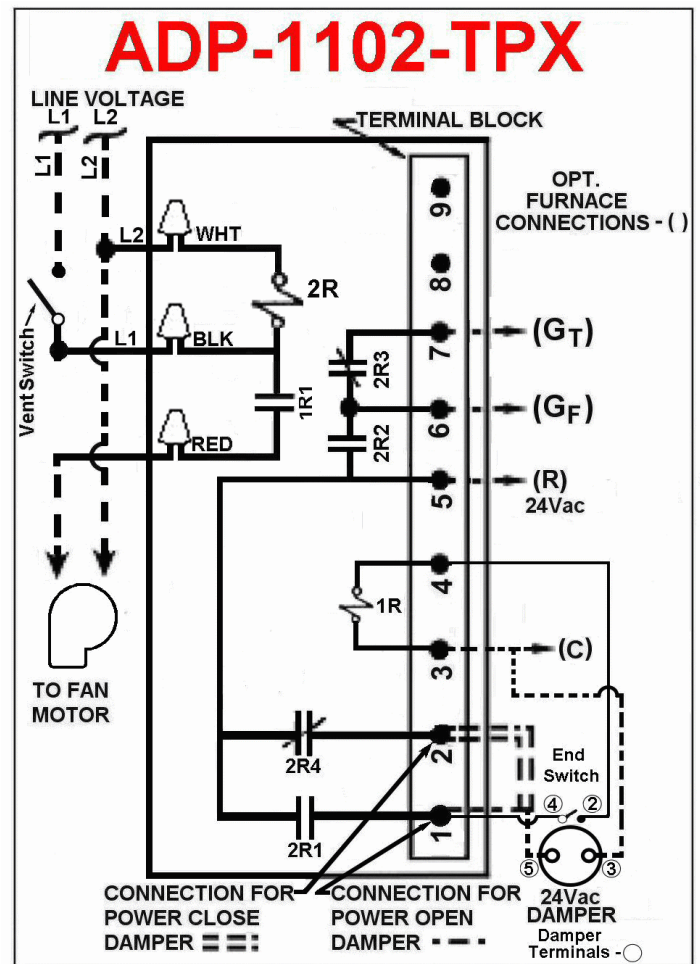 ADP-1102-TPX
LINE VOLTAGE
L1 L2
L1
L2
TERMINAL BLOCK
OPT.
FURNACE
CONNECTIONS - ( )
9
8
7
6
5
4
3
2
1
L2
WHT
2R
Vent Switch
L1
BLK
1R1
RED
2R3
2R2
(GT)
(GF)
(R)
24Vac
1R
(C)
TO FAN
MOTOR
2R4
2R1
End
Switch
④ ②
⑤ ③
24Vac
DAMPER
Damper
Terminals - ○
CONNECTION FOR
POWER CLOSE
DAMPER
CONNECTION FOR
POWER OPEN
DAMPER